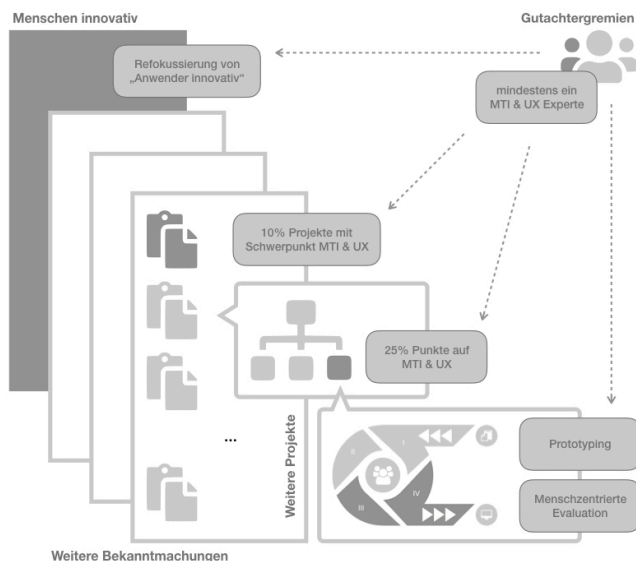 Menschen innovativ
Gutachtergremien
Refokussierung von
„Anwender innovativ“
mindestens ein
MTI & UX Experte
10% Projekte mit
Schwerpunkt MTI & UX
25% Punkte auf
MTI & UX
...
Weitere Projekte
I
II
III
IV
Prototyping
Menschzentrierte
Evaluation
Weitere Bekanntmachungen